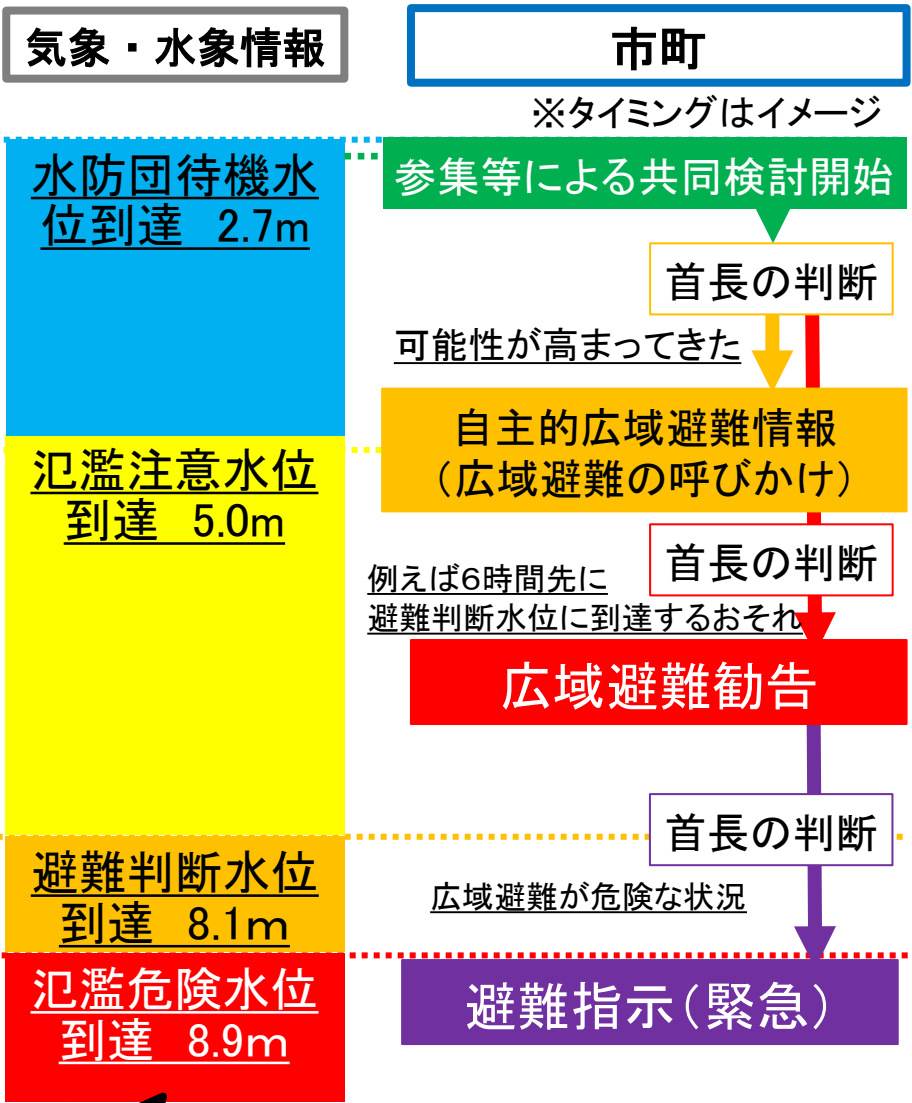 気象・水象情報
市町
※タイミングはイメージ
水防団待機水
位到達 2.7m
参集等による共同検討開始
首長の判断
可能性が高まってきた
自主的広域避難情報
(広域避難の呼びかけ)
氾濫注意水位
到達 5.0m
首長の判断
例えば6時間先に
避難判断水位に到達するおそれ
広域避難勧告
首長の判断
避難判断水位
到達 8.1m
広域避難が危険な状況
氾濫危険水位
到達 8.9m
避難指示(緊急)